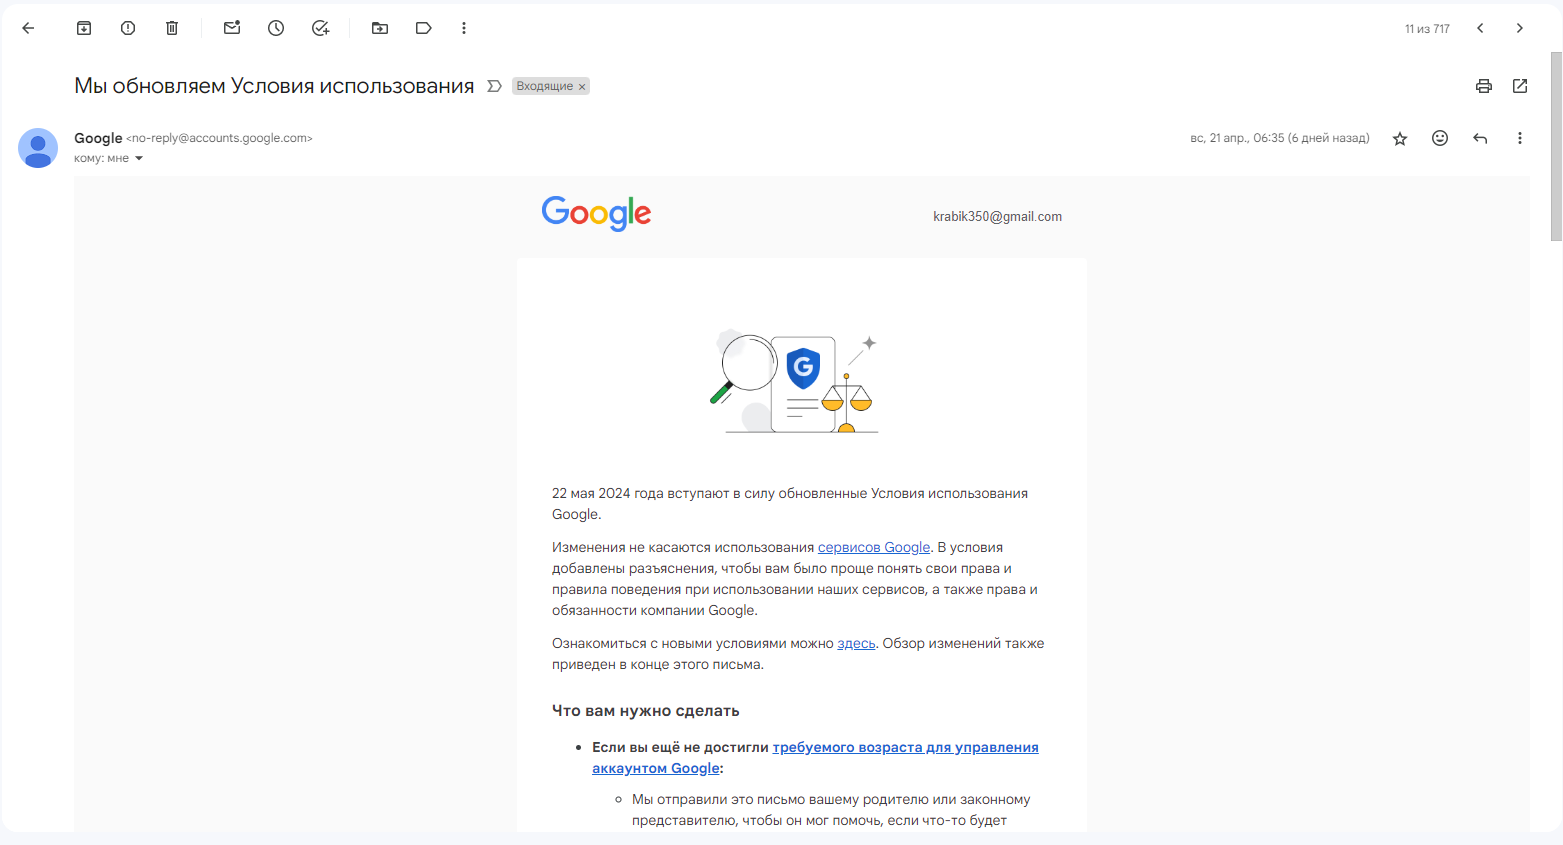 11 из 717
Мы обновляем Условия использования
Входящие ×
Google <no-reply@accounts.google.com>
вс, 21 апр., 06:35 (6 дней назад)
кому: мне
Google
krabik350@gmail.com
G
22 мая 2024 года вступают в силу обновленные Условия использования
Google.
Изменения не касаются использования сервисов Google. В условия
добавлены разъяснения, чтобы вам было проще понять свои права и
правила поведения при использовании наших сервисов, а также права и
обязанности компании Google.
Ознакомиться с новыми условиями можно здесь. Обзор изменений также
приведен в конце этого письма.
Что вам нужно сделать
• Если вы ещё не достигли требуемого возраста для управления
аккаунтом Google:
◦ Мы отправили это письмо вашему родителю или законному
представителю, чтобы он мог помочь, если что-то будет